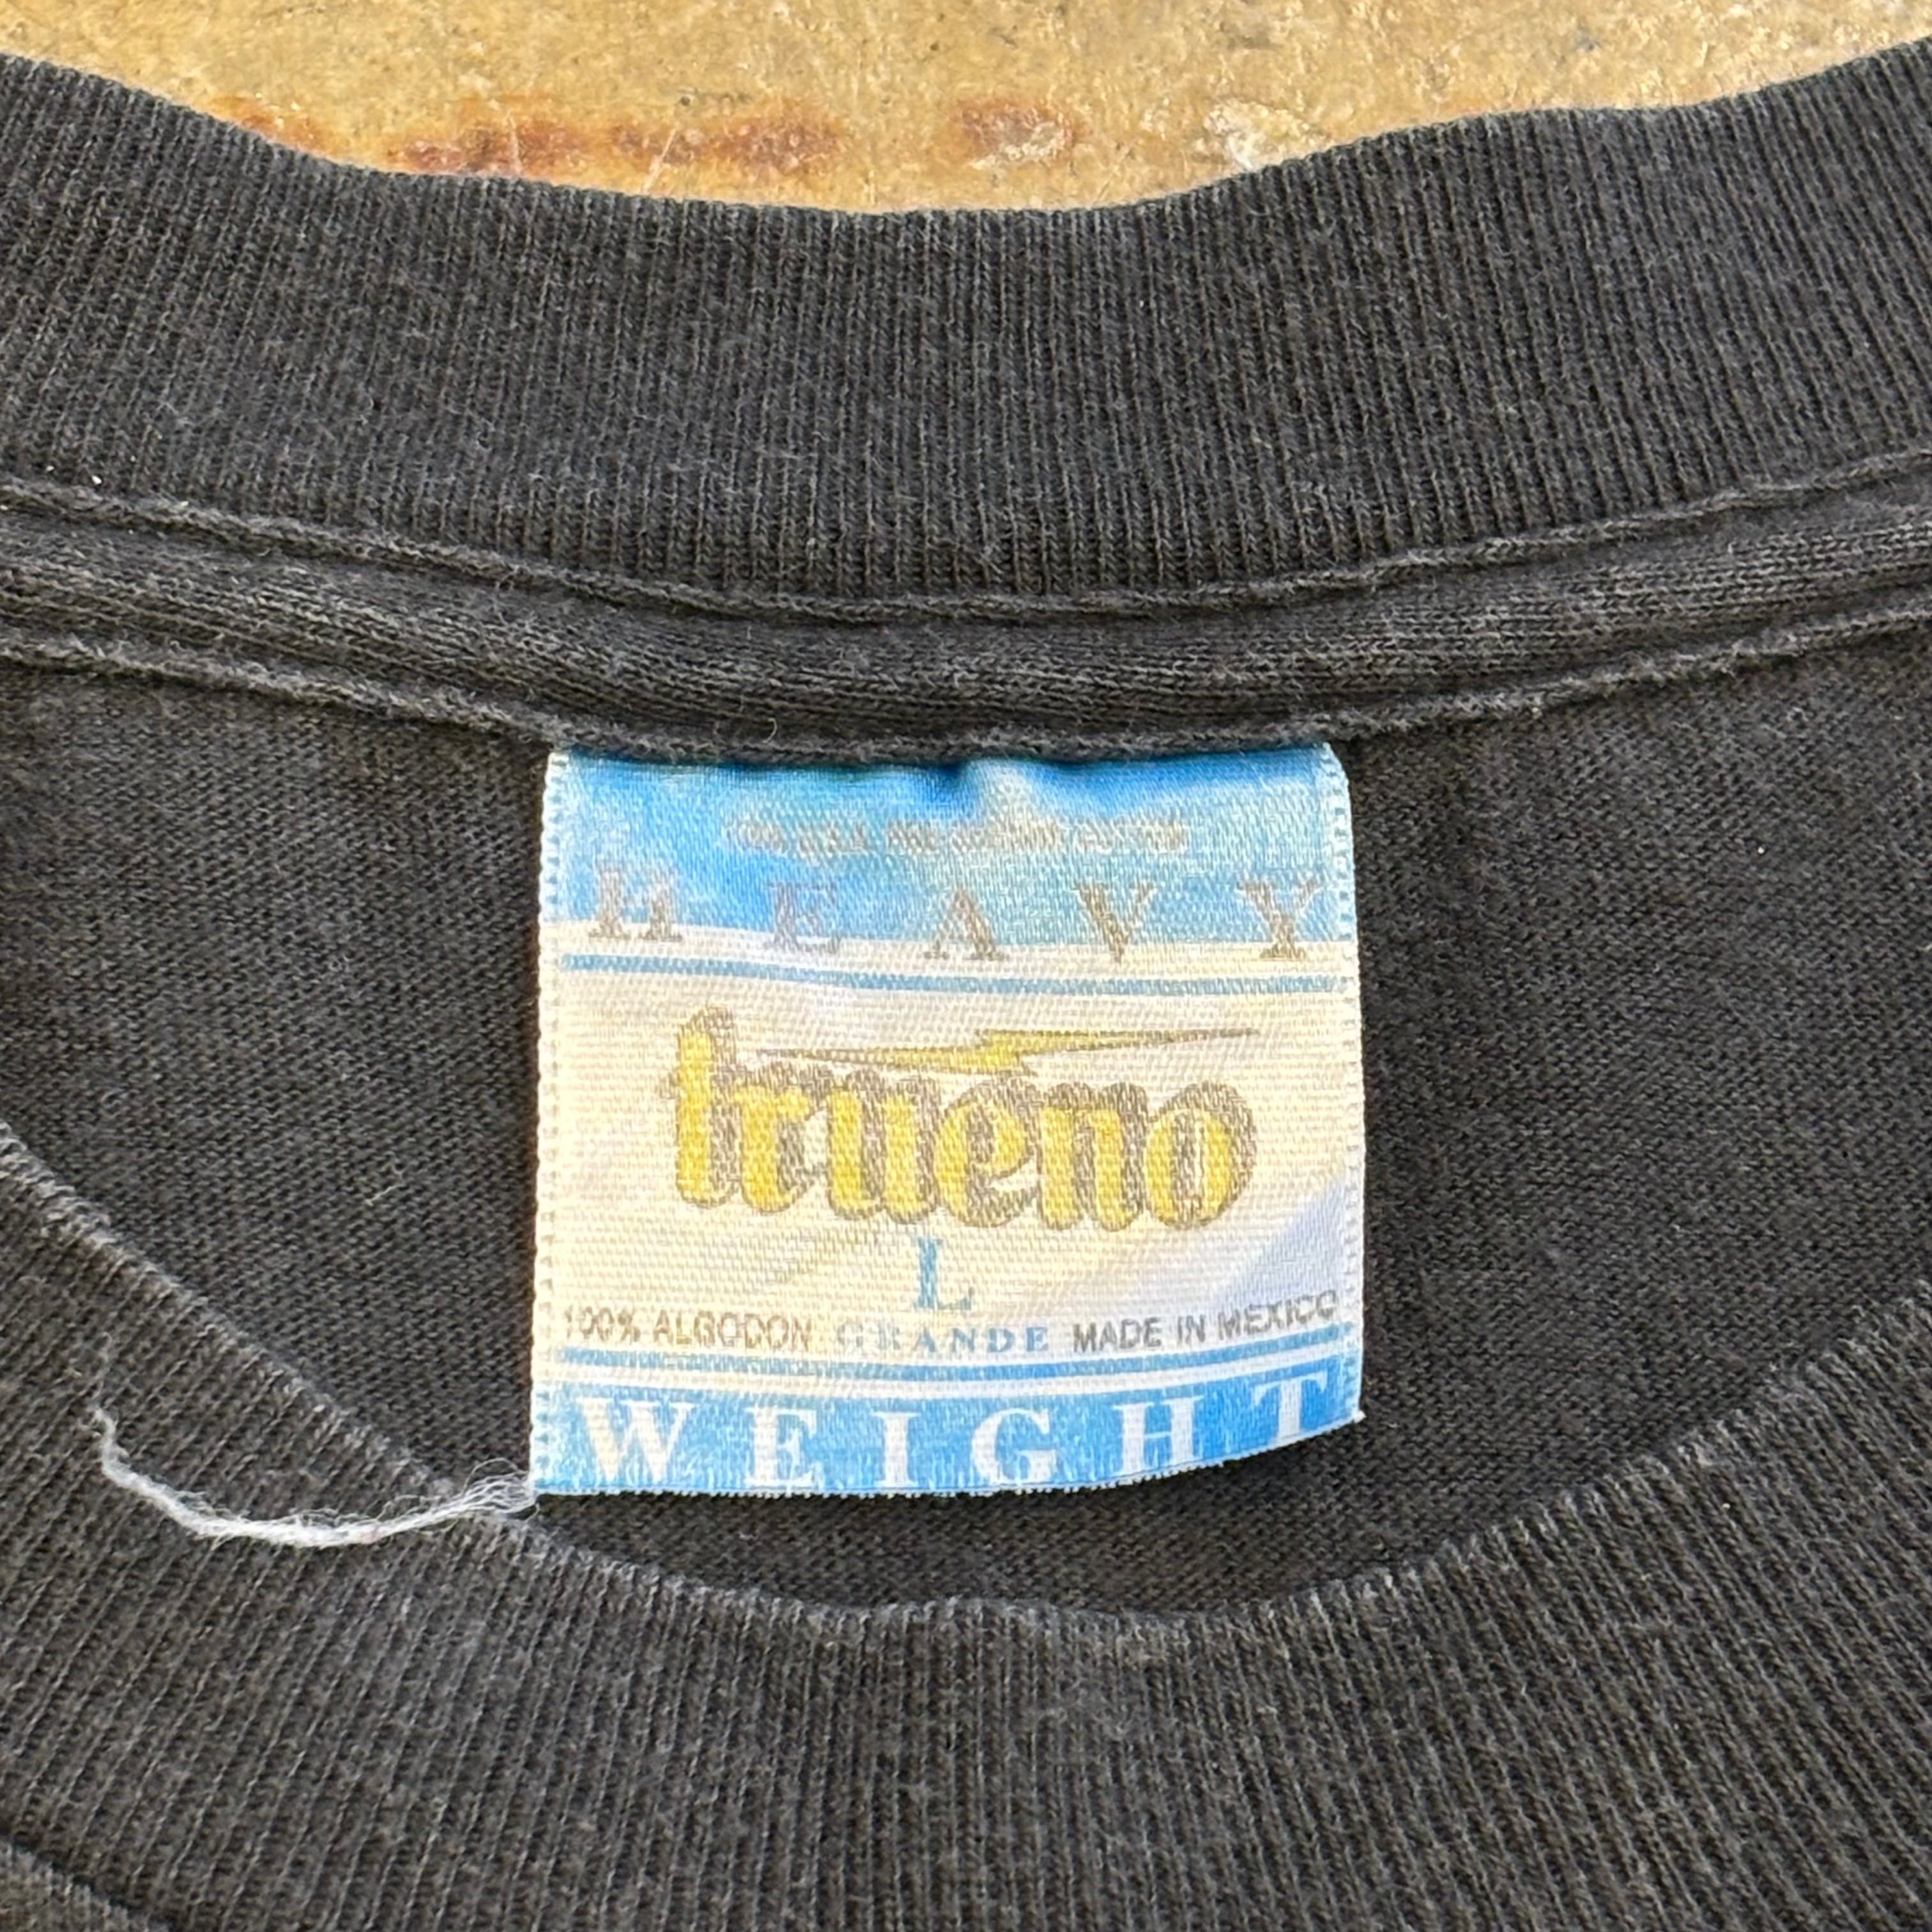 HEAVY
trueno
L
100% ALGODON GRANDE MADE IN MEXICO
WEIGHT